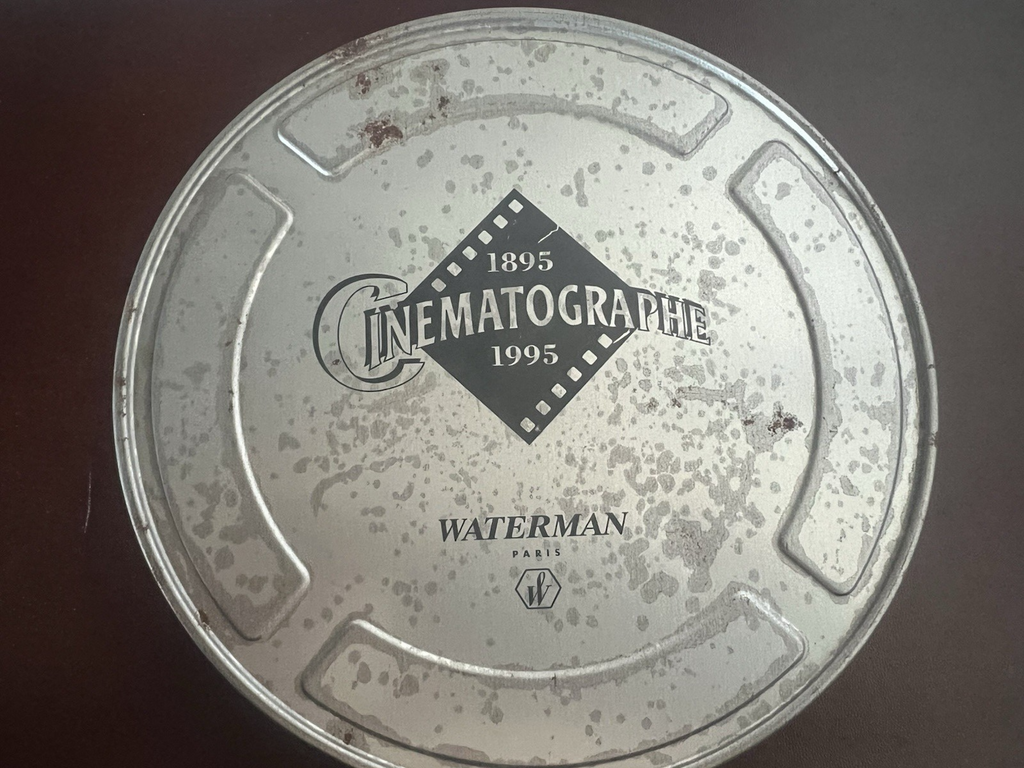 1895
CINEMATOGRAPHE
1995
WATERMAN
PARIS
W